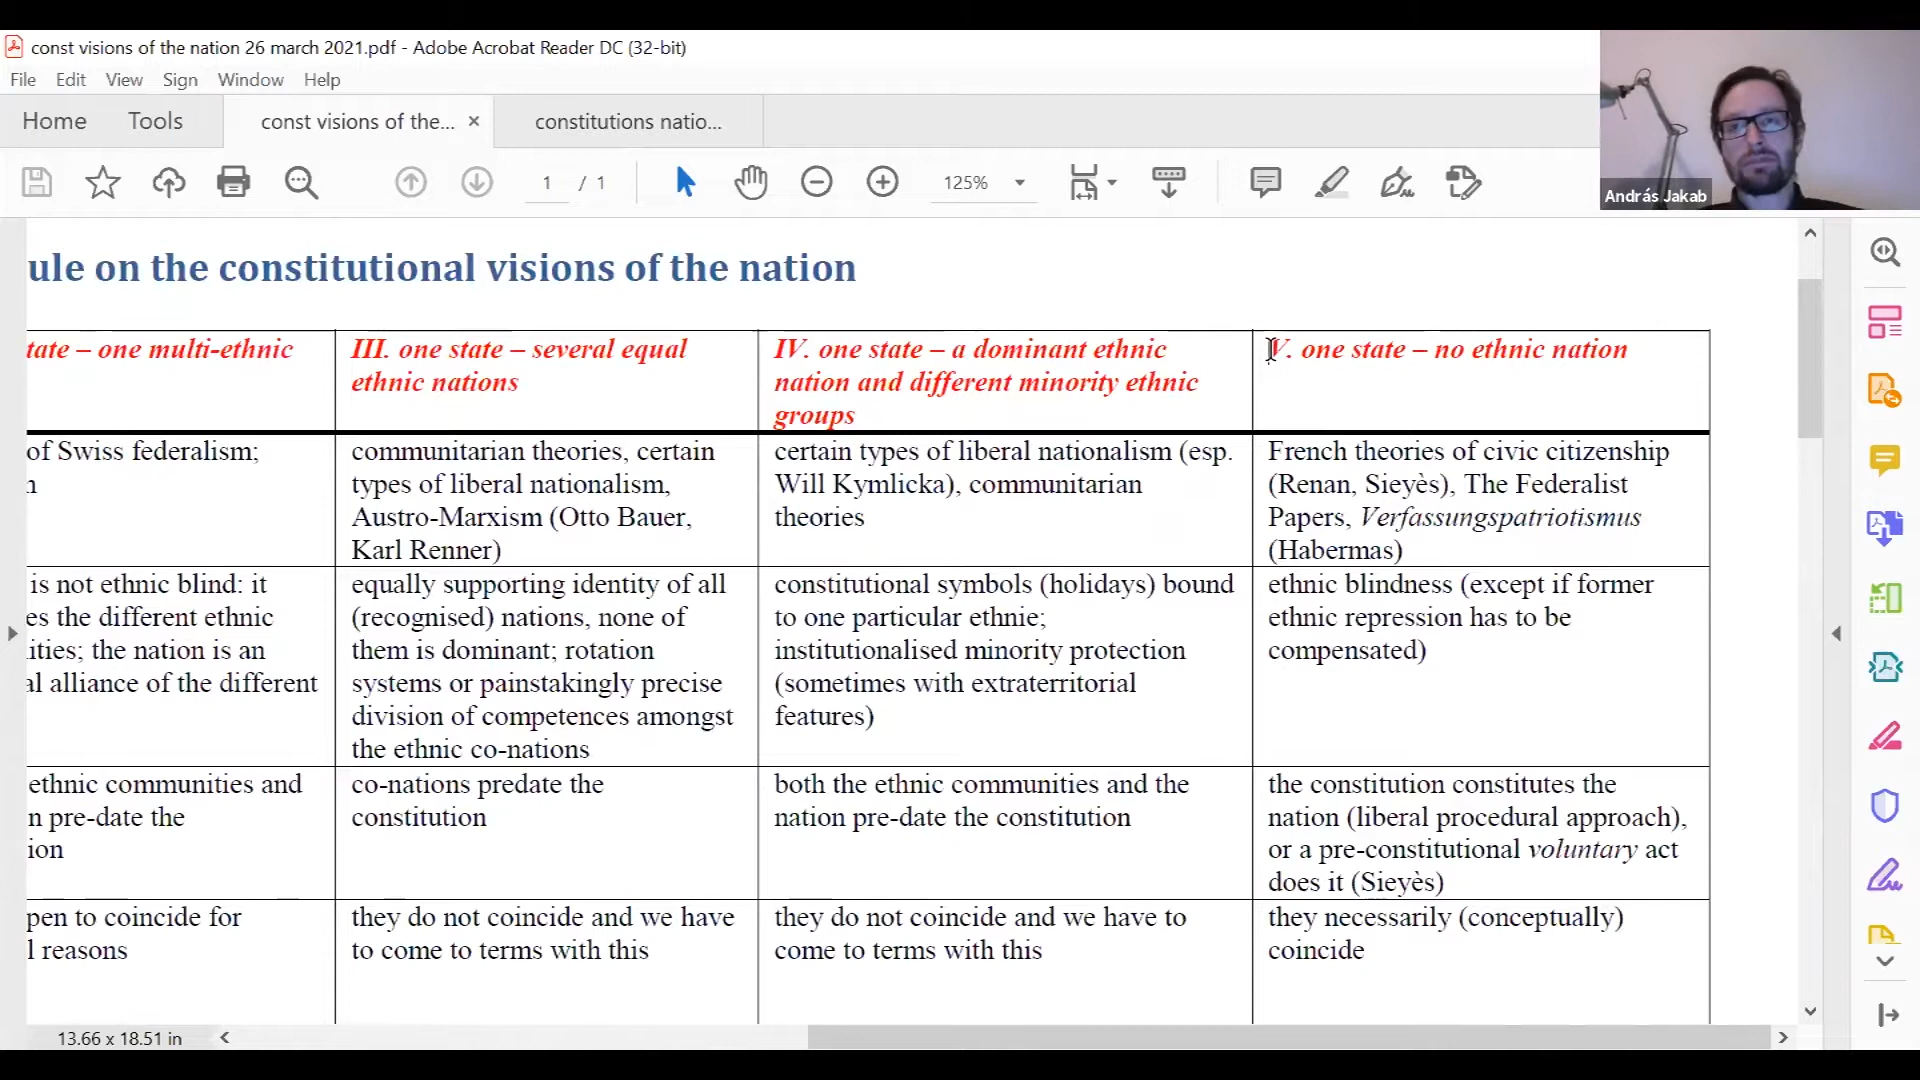 const visions of the nation 26 march 2021.pdf - Adobe Acrobat Reader DC (32-bit)
File Edit View Sign Window Help
Home Tools const visions of the... × constitutions natio...
1 / 1 125%
András Jakab
ule on the constitutional visions of the nation
tate – one multi-ethnic
III. one state – several equal
ethnic nations
IV. one state – a dominant ethnic
nation and different minority ethnic
groups
V. one state – no ethnic nation
of Swiss federalism;
n
communitarian theories, certain
types of liberal nationalism,
Austro-Marxism (Otto Bauer,
Karl Renner)
certain types of liberal nationalism (esp.
Will Kymlicka), communitarian
theories
French theories of civic citizenship
(Renan, Sieyès), The Federalist
Papers, Verfassungspatriotismus
(Habermas)
is not ethnic blind: it
es the different ethnic
ities; the nation is an
al alliance of the different
equally supporting identity of all
(recognised) nations, none of
them is dominant; rotation
systems or painstakingly precise
division of competences amongst
the ethnic co-nations
constitutional symbols (holidays) bound
to one particular ethnie;
institutionalised minority protection
(sometimes with extraterritorial
features)
ethnic blindness (except if former
ethnic repression has to be
compensated)
ethnic communities and
n pre-date the
ion
co-nations predate the
constitution
both the ethnic communities and the
nation pre-date the constitution
the constitution constitutes the
nation (liberal procedural approach),
or a pre-constitutional voluntary act
does it (Sieyès)
pen to coincide for
l reasons
they do not coincide and we have
to come to terms with this
they do not coincide and we have to
come to terms with this
they necessarily (conceptually)
coincide
13.66 x 18.51 in